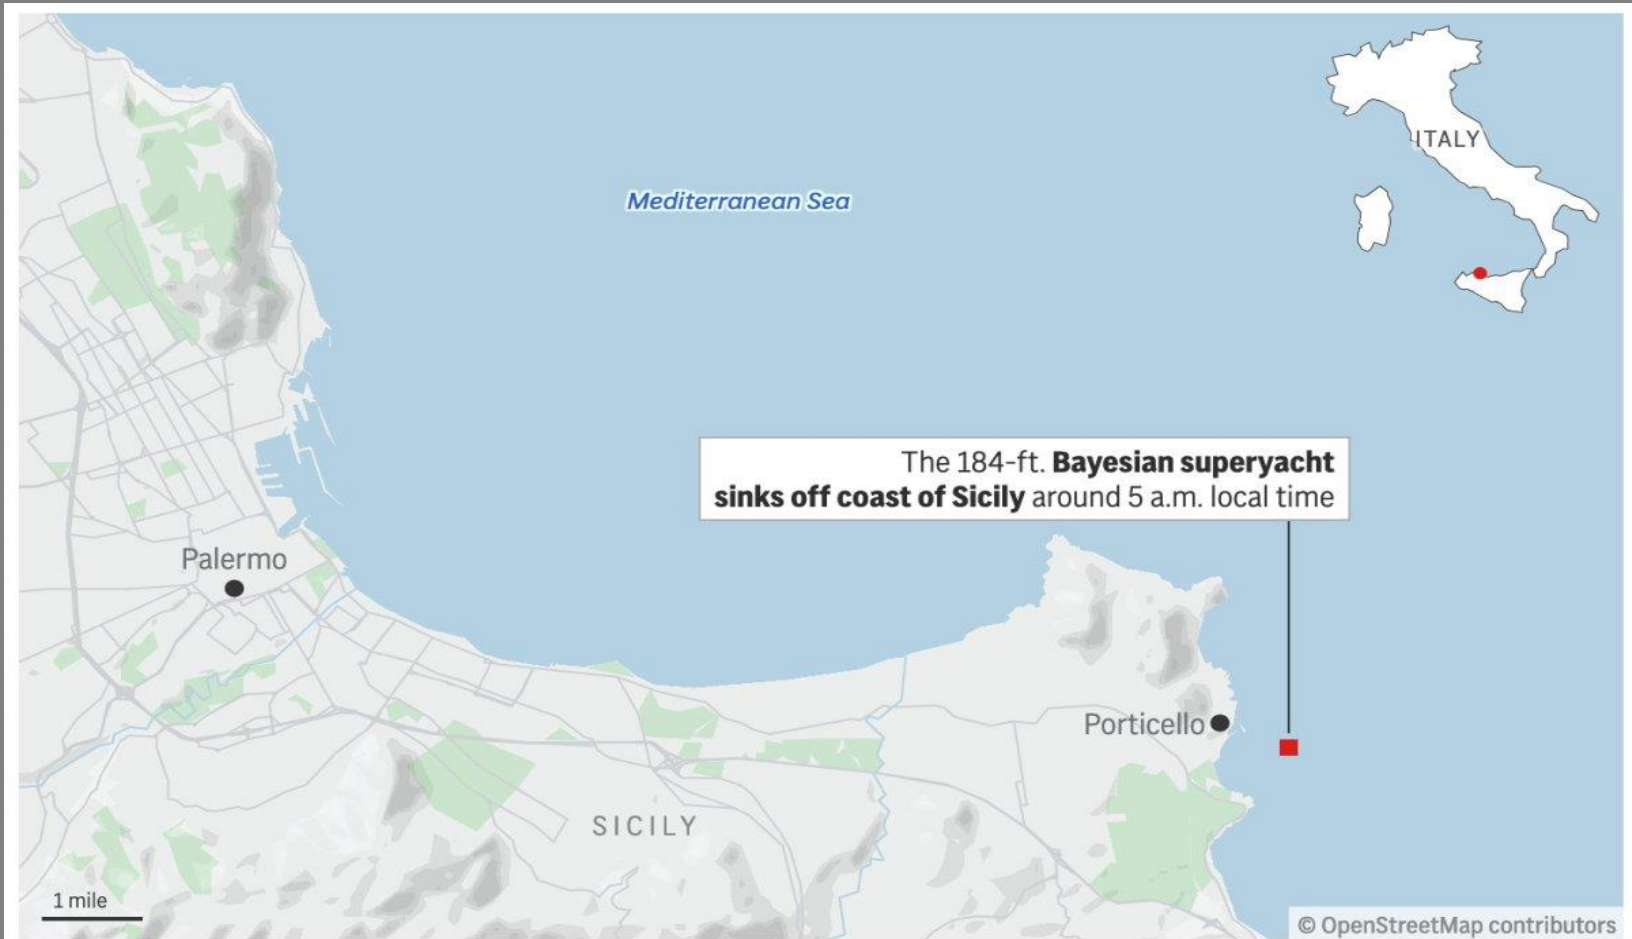 ITALY
Mediterranean Sea
The 184-ft. Bayesian superyacht
sinks off coast of Sicily around 5 a.m. local time
Palermo
Porticello
SICILY
1 mile
© OpenStreetMap contributors